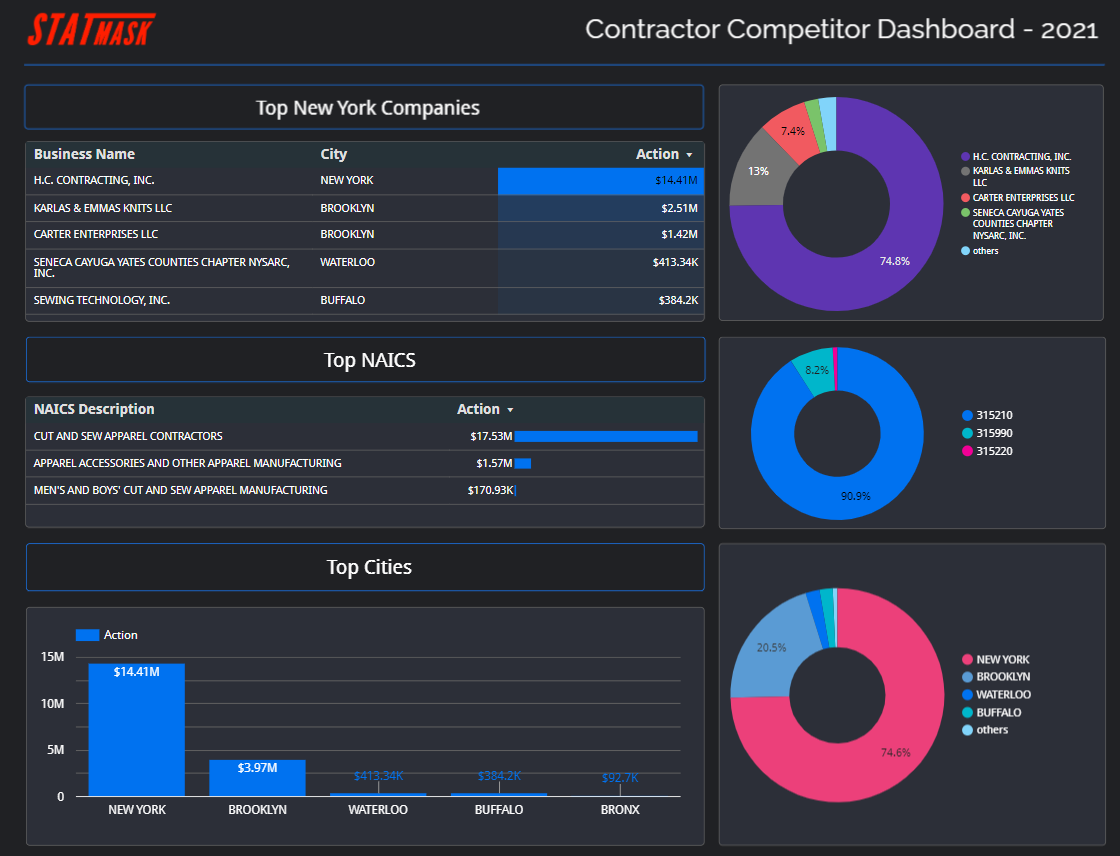 STATMASK
Contractor Competitor Dashboard - 2021
Top New York Companies
Business Name City Action
H.C. CONTRACTING, INC. NEW YORK $14.41M
KARLAS & EMMAS KNITS LLC BROOKLYN $2.51M
CARTER ENTERPRISES LLC BROOKLYN $1.42M
SENECA CAYUGA YATES COUNTIES CHAPTER NYSARC, WATERLOO $413.34K
INC.
SEWING TECHNOLOGY, INC. BUFFALO $384.2K
7.4%
13%
74.8%
H.C. CONTRACTING, INC.
KARLAS & EMMAS KNITS
LLC
CARTER ENTERPRISES LLC
SENECA CAYUGA YATES
COUNTIES CHAPTER
NYSARC, INC.
others
Top NAICS
NAICS Description Action
CUT AND SEW APPAREL CONTRACTORS $17.53M
APPAREL ACCESSORIES AND OTHER APPAREL MANUFACTURING $1.57M
MEN'S AND BOYS' CUT AND SEW APPAREL MANUFACTURING $170.93K
8.2%
90.9%
315210
315990
315220
Top Cities
Action
15M
10M
5M
0
$14.41M
$3.97M
$413.34K
$384.2K
$92.7K
NEW YORK BROOKLYN WATERLOO BUFFALO BRONX
20.5%
74.6%
NEW YORK
BROOKLYN
WATERLOO
BUFFALO
others